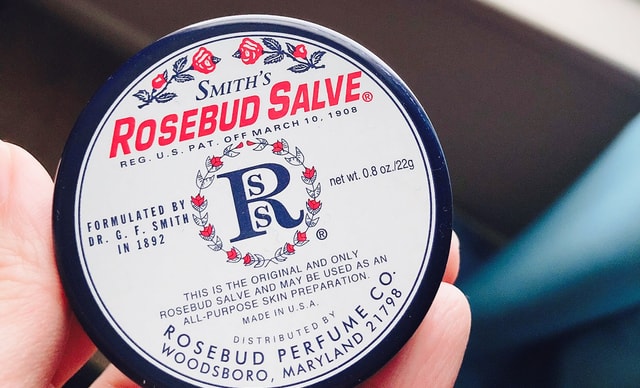 SMITH'S
ROSEBUD SALVE®
REG. U.S. PAT. OFF MARCH 10, 1908
FORMULATED BY
DR. G. F. SMITH
IN 1892
RSS®
net wt. 0.8 oz./22g
THIS IS THE ORIGINAL AND ONLY
ROSEBUD SALVE AND MAY BE USED AS AN
ALL-PURPOSE SKIN PREPARATION.
MADE IN U.S.A.
DISTRIBUTED BY
ROSEBUD PERFUME CO.
WOODSBORO, MARYLAND 21798